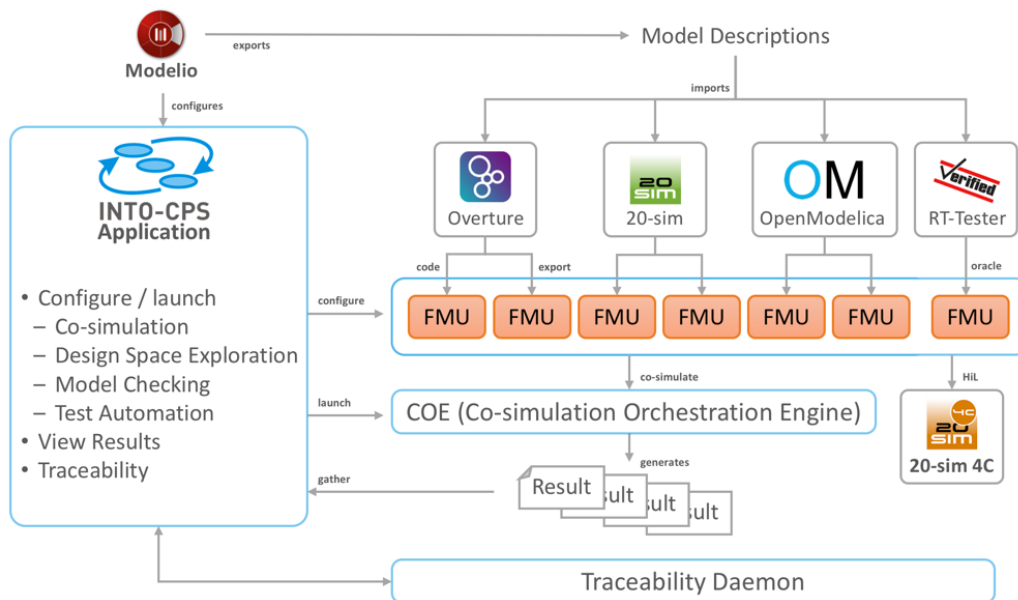 Modelio
exports
Model Descriptions
configures
imports
INTO-CPS
Application
• Configure / launch
– Co-simulation
– Design Space Exploration
– Model Checking
– Test Automation
• View Results
• Traceability
Overture
20
sim
20-sim
OM
OpenModelica
Verified
RT-Tester
code
export
oracle
configure
FMU
FMU
FMU
FMU
FMU
FMU
FMU
co-simulate
HiL
launch
COE (Co-simulation Orchestration Engine)
4C
20
sim
20-sim 4C
generates
gather
Result
sult
sult
Traceability Daemon